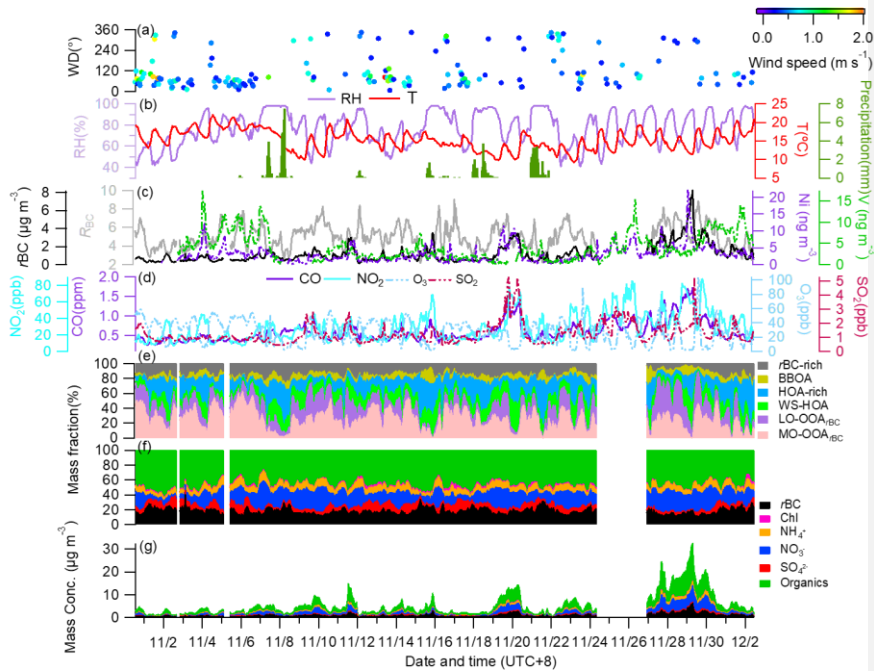 0.0 1.0 2.0
Wind speed (m s⁻¹)
(a)
WD(°)
360
240
120
0
(b)
RH T
RH(%)
100
80
60
40
T(°C)
25
20
15
10
5
Precipitation(mm)
8
6
4
2
0
(c)
rBC (µg m⁻³)
8
6
4
2
0
R_BC
10
8
6
4
2
Ni (ng m⁻³)
20
15
10
5
0
V (ng m⁻³)
15
10
5
0
(d)
CO NO₂ O₃ SO₂
NO₂(ppb)
80
60
40
20
0
CO(ppm)
2.0
1.5
1.0
0.5
O₃(ppb)
100
80
60
40
20
0
SO₂(ppb)
5
4
3
2
1
0
(e)
Mass fraction(%)
100
80
60
40
20
0
rBC-rich
BBOA
HOA-rich
WS-HOA
LO-OOA_rBC
MO-OOA_rBC
(f)
100
80
60
40
20
0
rBC
Chl
NH₄⁺
NO₃⁻
SO₄²⁻
Organics
(g)
Mass Conc. (µg m⁻³)
30
20
10
0
11/2 11/4 11/6 11/8 11/10 11/12 11/14 11/16 11/18 11/20 11/22 11/24 11/26 11/28 11/30 12/2
Date and time (UTC+8)